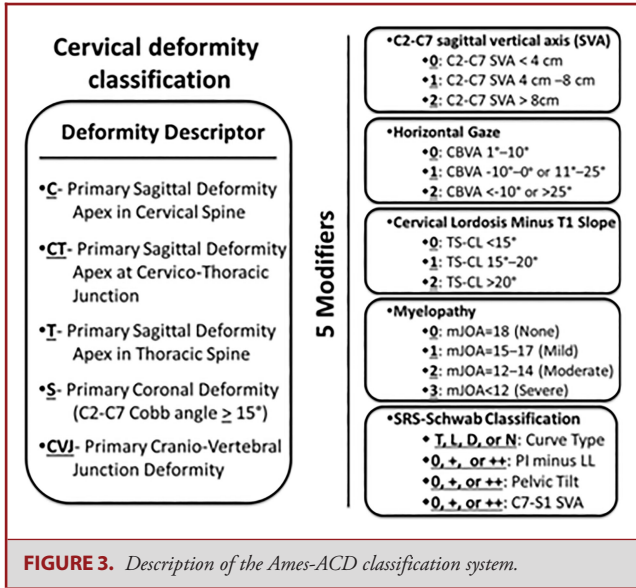 Cervical deformity
classification
Deformity Descriptor
•C- Primary Sagittal Deformity
Apex in Cervical Spine
•CT- Primary Sagittal Deformity
Apex at Cervico-Thoracic
Junction
•T- Primary Sagittal Deformity
Apex in Thoracic Spine
•S- Primary Coronal Deformity
(C2-C7 Cobb angle ≥ 15°)
•CVJ- Primary Cranio-Vertebral
Junction Deformity
5 Modifiers
•C2-C7 sagittal vertical axis (SVA)
◆0: C2-C7 SVA < 4 cm
◆1: C2-C7 SVA 4 cm –8 cm
◆2: C2-C7 SVA > 8cm
•Horizontal Gaze
◆0: CBVA 1°–10°
◆1: CBVA -10°–0° or 11°–25°
◆2: CBVA <-10° or >25°
•Cervical Lordosis Minus T1 Slope
◆0: TS-CL <15°
◆1: TS-CL 15°–20°
◆2: TS-CL >20°
•Myelopathy
◆0: mJOA=18 (None)
◆1: mJOA=15–17 (Mild)
◆2: mJOA=12–14 (Moderate)
◆3: mJOA<12 (Severe)
•SRS-Schwab Classification
◆T, L, D, or N: Curve Type
◆0, +, or ++: PI minus LL
◆0, +, or ++: Pelvic Tilt
◆0, +, or ++: C7-S1 SVA
FIGURE 3. Description of the Ames-ACD classification system.